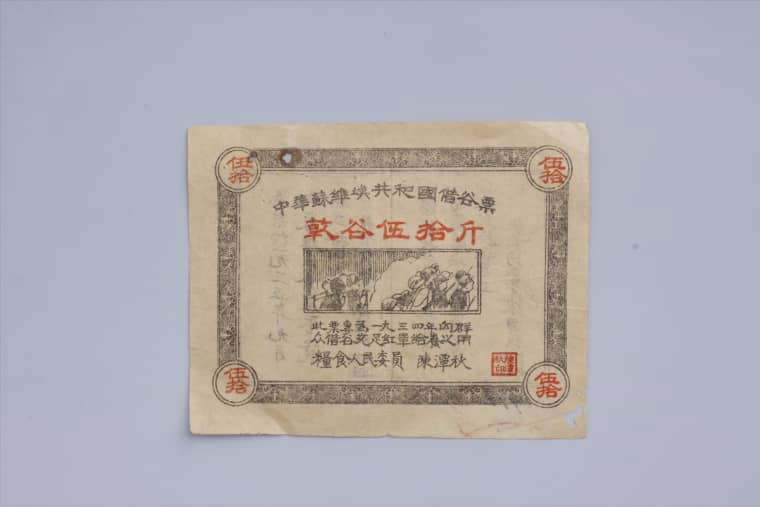 伍拾
伍拾
中華蘇維埃共和國借谷票
乾谷伍拾斤
此票專為一九三四年向群
众借谷充足紅軍給養之用
糧食人民委員 陳潭秋
伍拾
伍拾